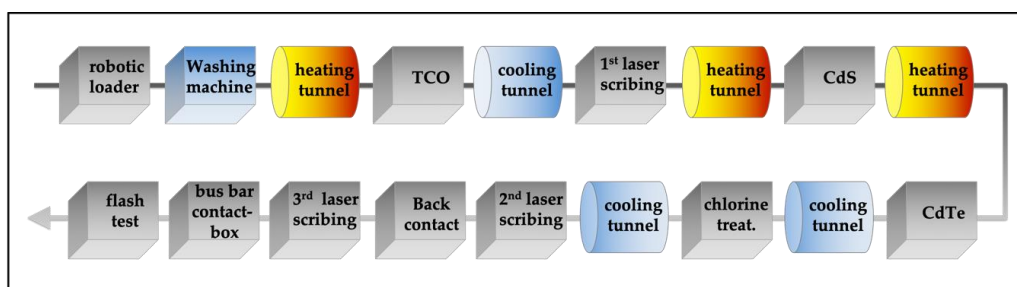 robotic
loader
Washing
machine
heating
tunnel
TCO
cooling
tunnel
1st laser
scribing
heating
tunnel
CdS
heating
tunnel
flash
test
bus bar
contact-
box
3rd laser
scribing
Back
contact
2nd laser
scribing
cooling
tunnel
chlorine
treat.
cooling
tunnel
CdTe